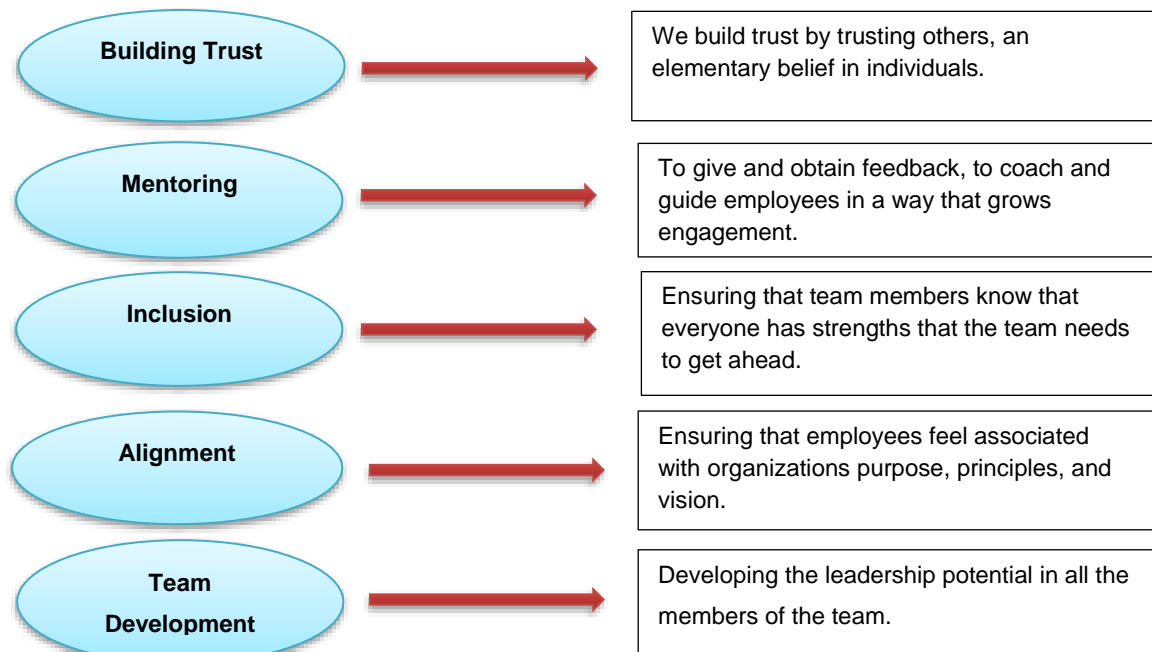 Building Trust
We build trust by trusting others, an
elementary belief in individuals.
Mentoring
To give and obtain feedback, to coach and
guide employees in a way that grows
engagement.
Inclusion
Ensuring that team members know that
everyone has strengths that the team needs
to get ahead.
Alignment
Ensuring that employees feel associated
with organizations purpose, principles, and
vision.
Team
Development
Developing the leadership potential in all the
members of the team.